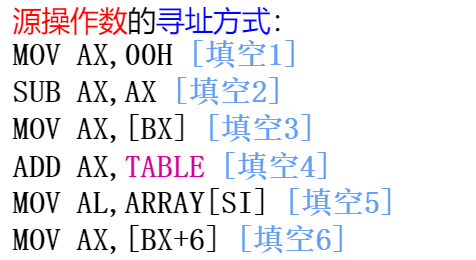 源操作数的寻址方式:
MOV AX,00H [填空1]
SUB AX,AX [填空2]
MOV AX,[BX] [填空3]
ADD AX,TABLE [填空4]
MOV AL,ARRAY[SI] [填空5]
MOV AX,[BX+6] [填空6]